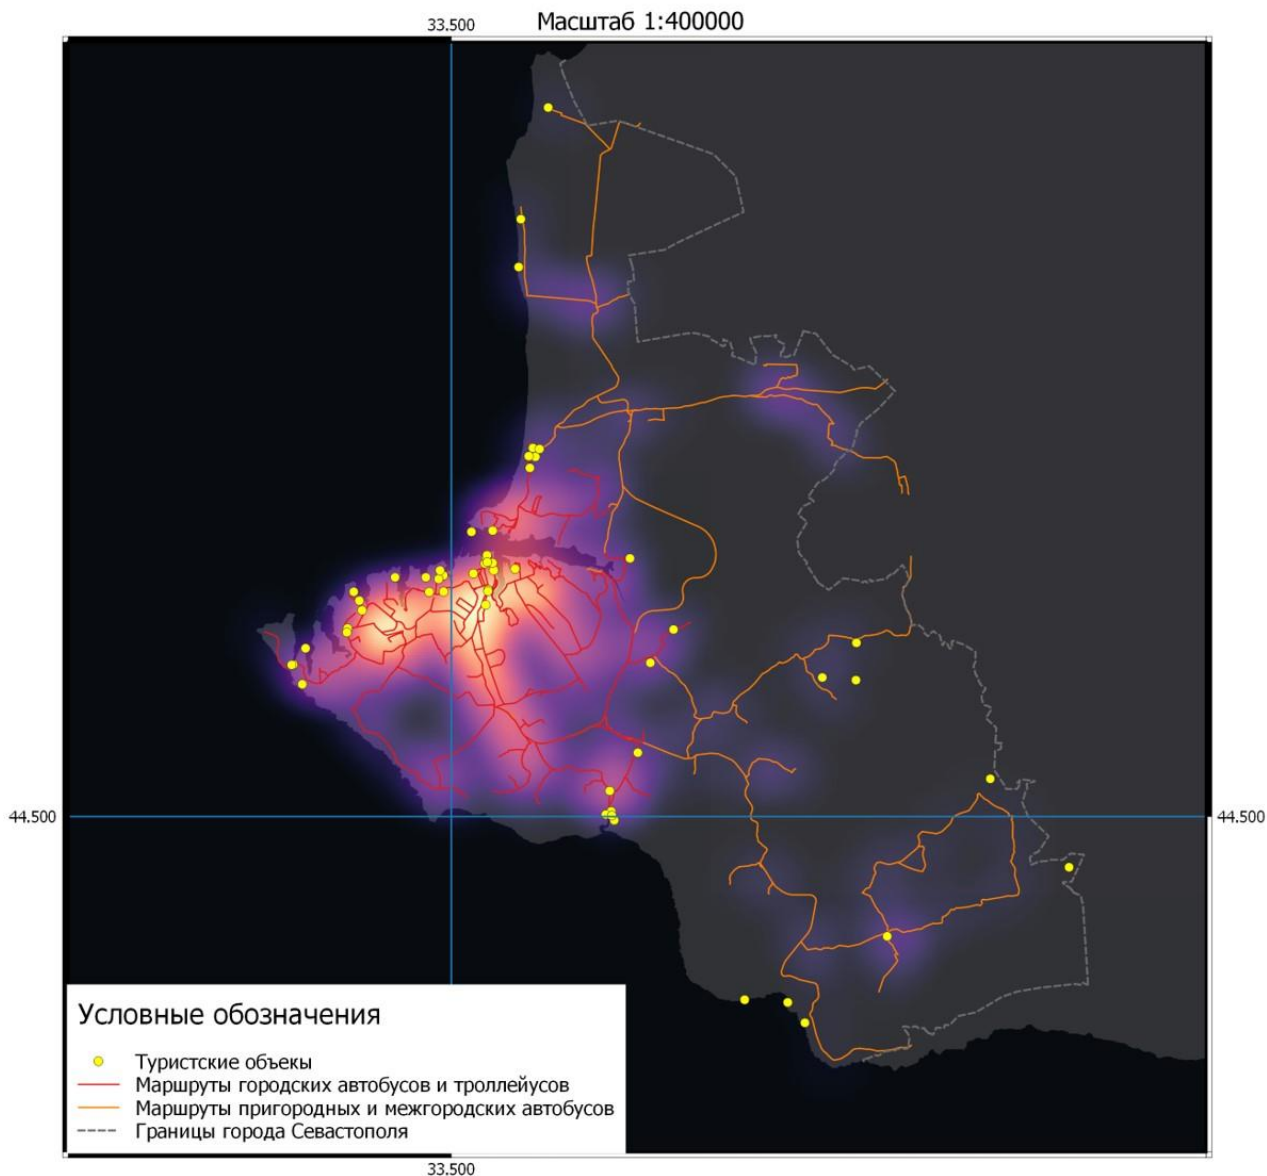 Масштаб 1:400000
33.500
44.500
44.500
Условные обозначения
Туристские объекы
Маршруты городских автобусов и троллейусов
Маршруты пригородных и межгородских автобусов
Границы города Севастополя
33.500